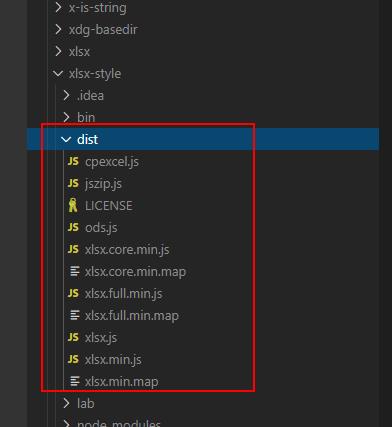 x-is-string
xdg-basedir
xlsx
xlsx-style
.idea
bin
dist
JS cpexcel.js
JS jszip.js
LICENSE
JS ods.js
JS xlsx.core.min.js
xlsx.core.min.map
JS xlsx.full.min.js
xlsx.full.min.map
JS xlsx.js
JS xlsx.min.js
xlsx.min.map
lab
node_modules